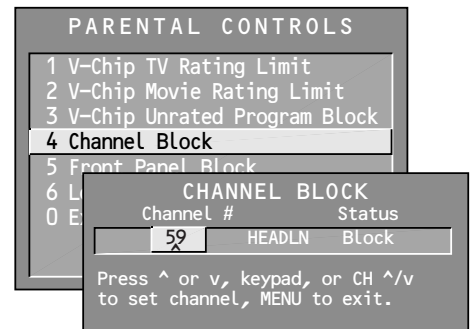 PARENTAL CONTROLS
1 V-Chip TV Rating Limit
2 V-Chip Movie Rating Limit
3 V-Chip Unrated Program Block
4 Channel Block
5 Front Panel Block
6
0
CHANNEL BLOCK
Channel # Status
59 HEADLN Block
Press ^ or v, keypad, or CH ^/v
to set channel, MENU to exit.